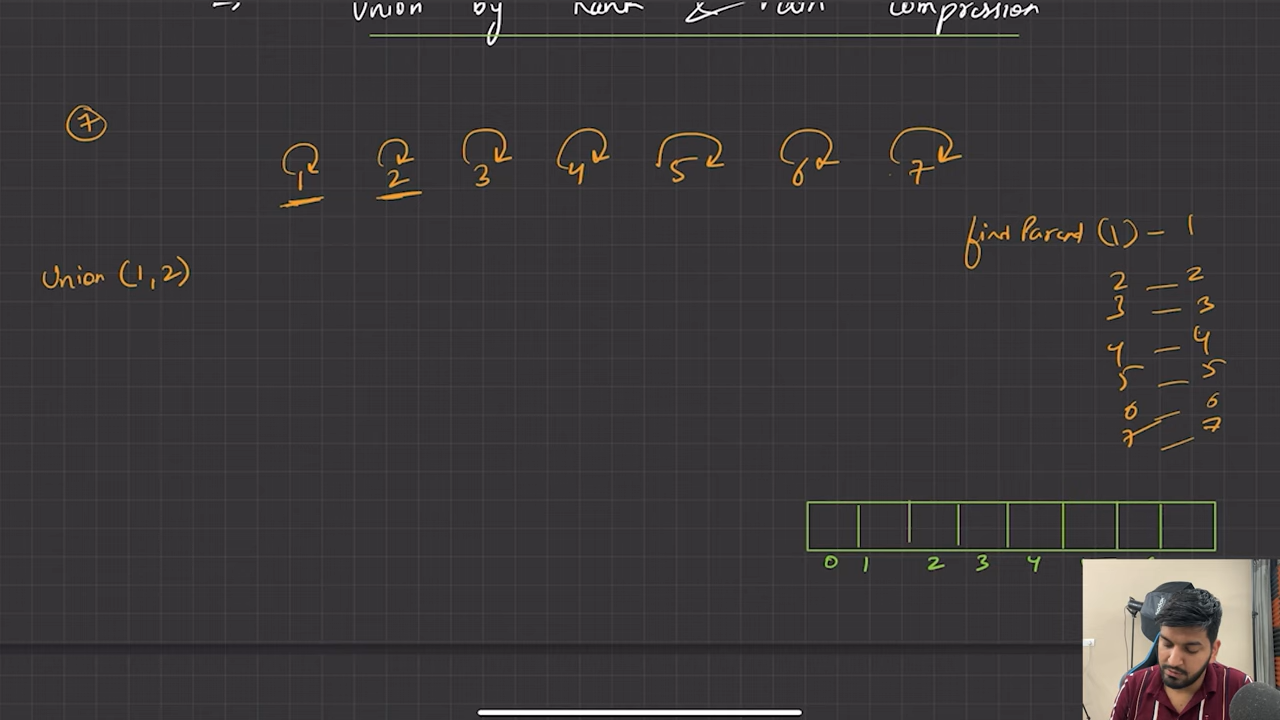 => Union by Rank & Path Compression
7
1 2 3 4 5 6 7
find Parent (1) - 1
Union (1,2)
2 — 2
3 — 3
4 — 4
5 — 5
6 — 6
7 — 7
0 1 2 3 4